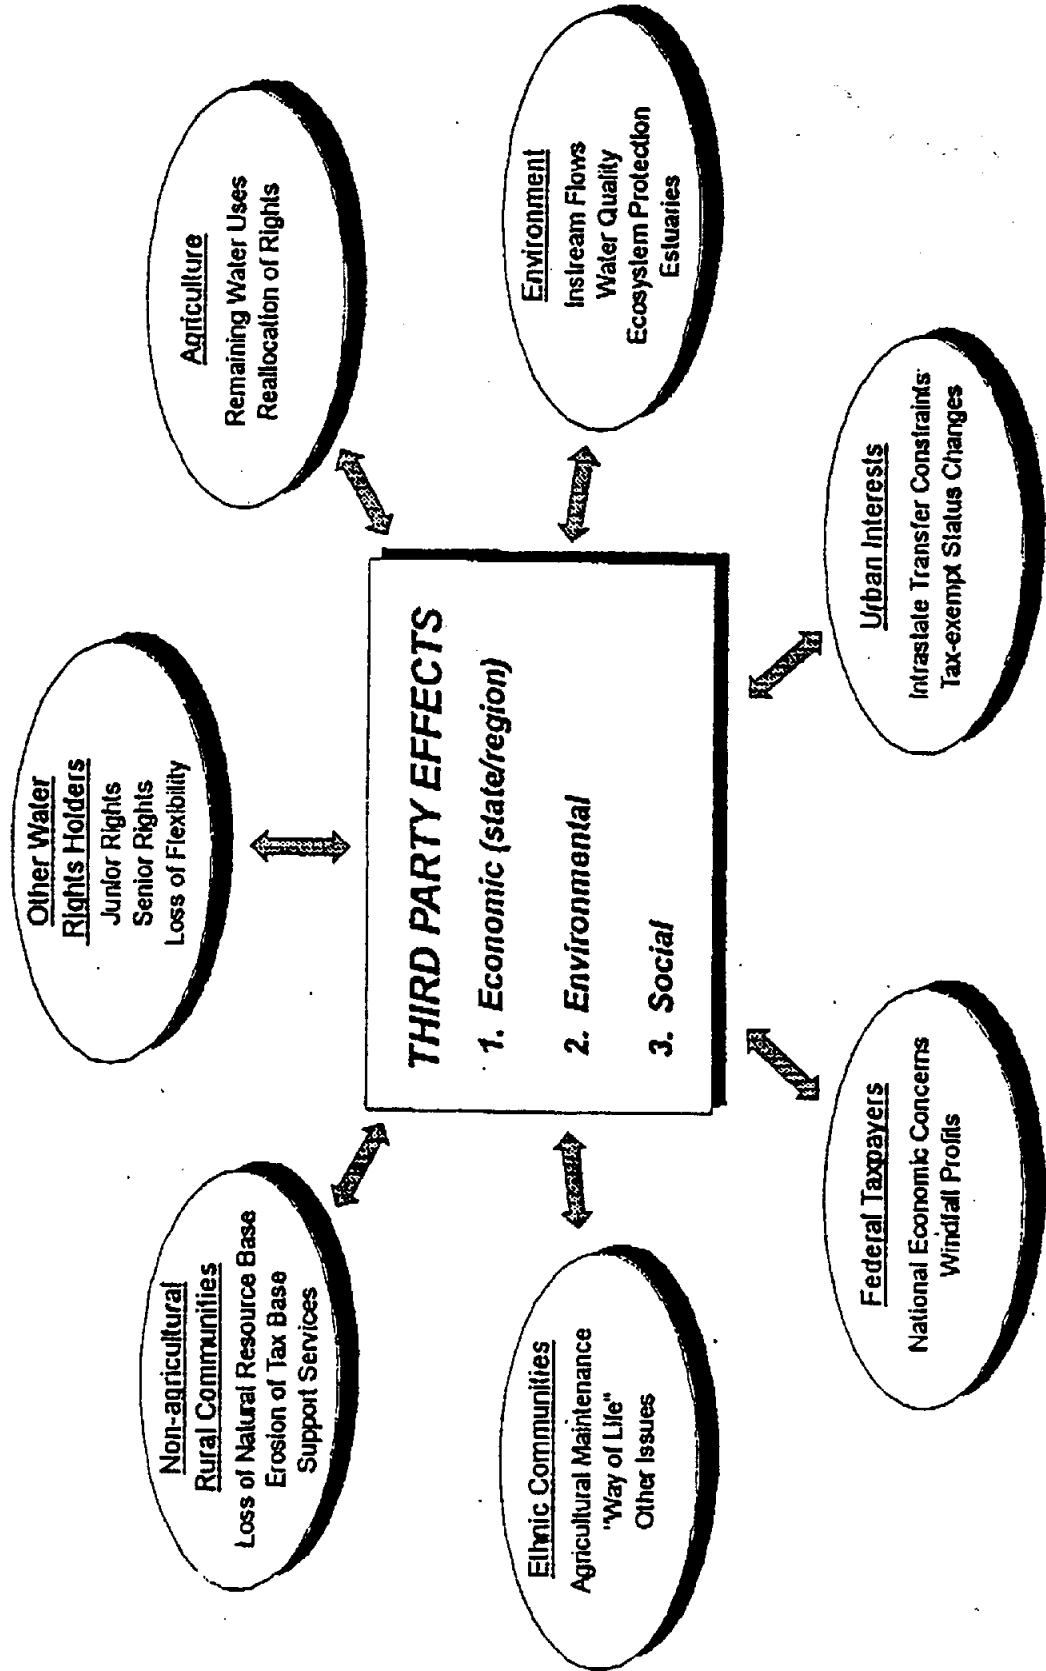 Other Water
Rights Holders
Junior Rights
Senior Rights
Loss of Flexibility
Non-agricultural
Rural Communities
Loss of Natural Resource Base
Erosion of Tax Base
Support Services
Agriculture
Remaining Water Uses
Reallocation of Rights
THIRD PARTY EFFECTS
1. Economic (state/region)
2. Environmental
3. Social
Ethnic Communities
Agricultural Maintenance
"Way of Life"
Other Issues
Environment
Instream Flows
Water Quality
Ecosystem Protection
Estuaries
Federal Taxpayers
National Economic Concerns
Windfall Profits
Urban Interests
Intrastate Transfer Constraints
Tax-exempt Status Changes